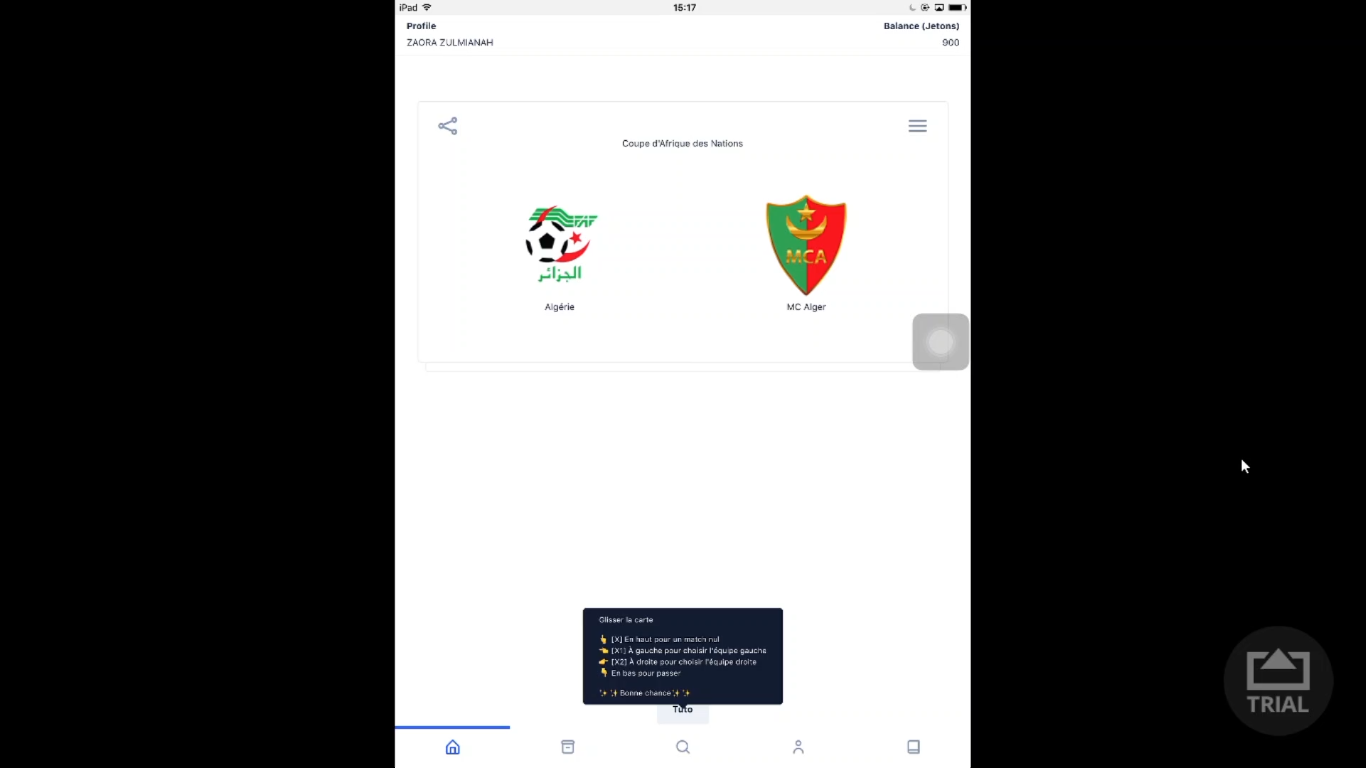 iPad
15:17
Profile
Balance (Jetons)
ZAORA ZULMIANAH
900
Coupe d'Afrique des Nations
FAF
الجزائر
MCA
Algérie
MC Alger
Glisser la carte
[X] En haut pour un match nul
[X1] À gauche pour choisir l'équipe gauche
[X2] À droite pour choisir l'équipe droite
En bas pour passer
✨✨Bonne chance✨✨
Tuto
TRIAL